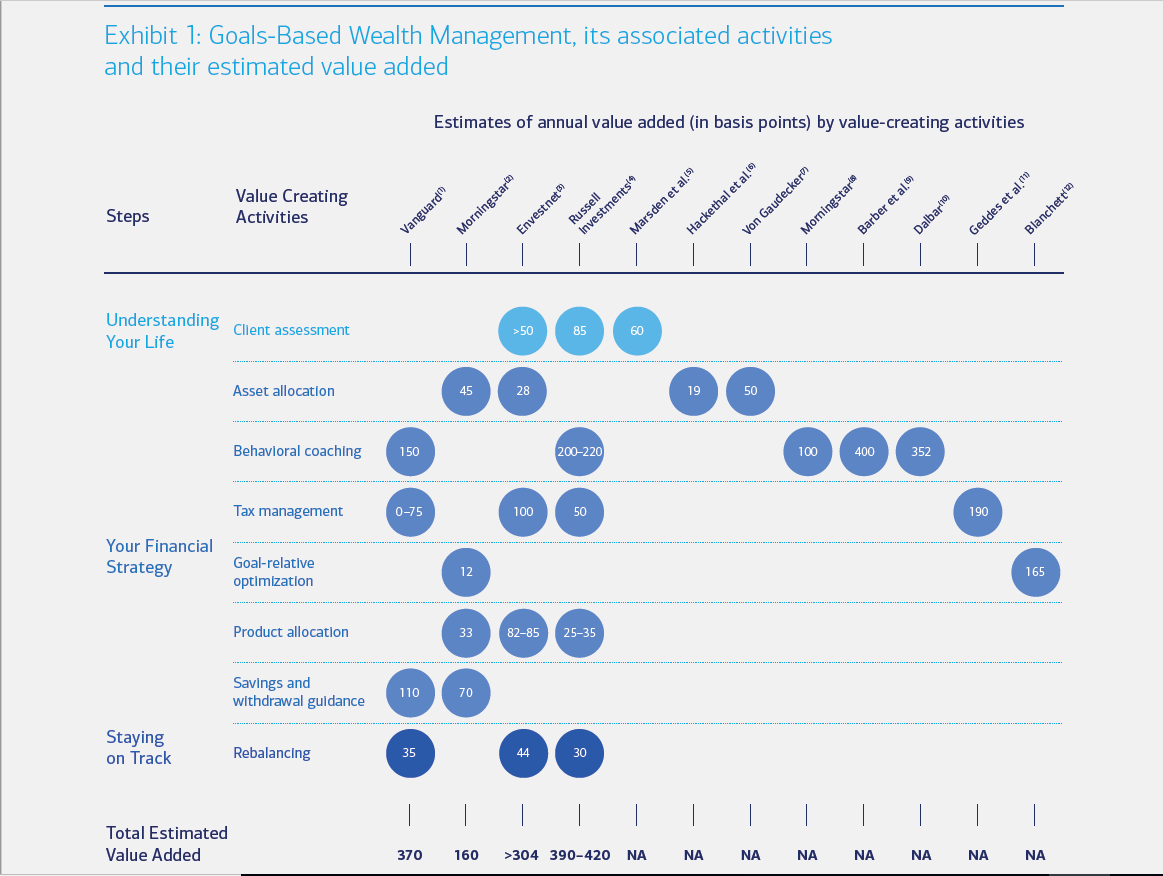 Exhibit 1: Goals-Based Wealth Management, its associated activities
and their estimated value added
Estimates of annual value added (in basis points) by value-creating activities
Steps
Value Creating
Activities
Vanguard(1)
Morningstar(2)
Envestnet(3)
Russell
Investments(4)
Marsden et al.(5)
Hackethal et al.(6)
Von Gaudecker(7)
Morningstar(8)
Barber et al.(9)
Dalbar(10)
Geddes et al.(11)
Blanchett(12)
Understanding
Your Life
Client assessment
>50 85 60
Asset allocation
45 28 19 50
Behavioral coaching
150 200–220 100 400 352
Tax management
0–75 100 50 190
Your Financial
Strategy
Goal-relative
optimization
12 165
Product allocation
33 82–85 25–35
Savings and
withdrawal guidance
110 70
Staying
on Track
Rebalancing
35 44 30
Total Estimated
Value Added
370 160 >304 390–420 NA NA NA NA NA NA NA NA